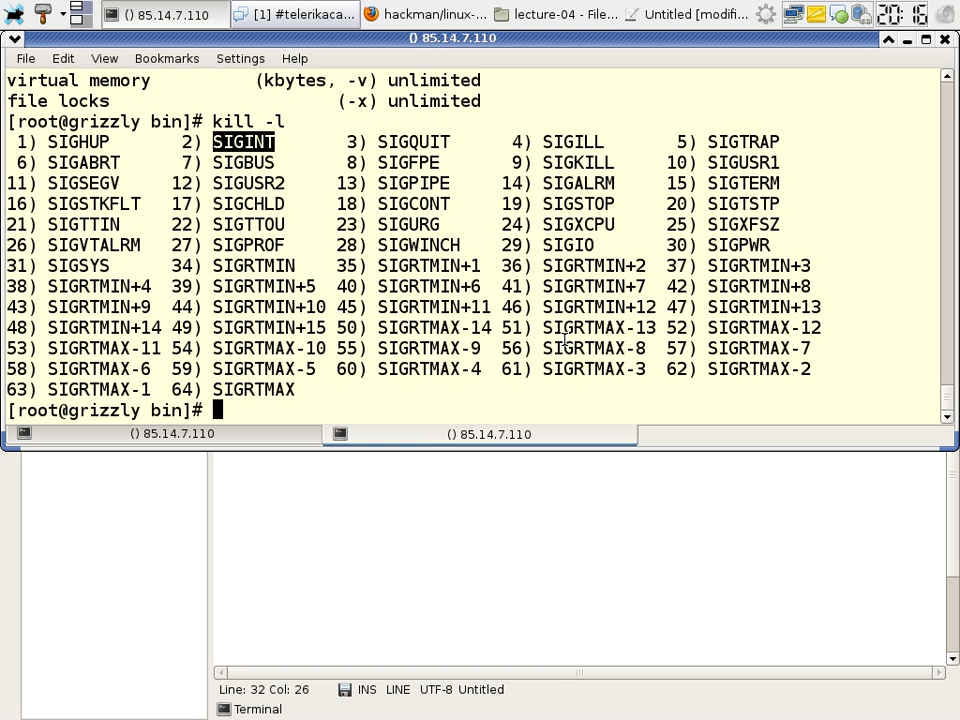 () 85.14.7.110 [1] #telerikaca... hackman/linux-... lecture-04 - File... Untitled [modifi... 20:16
() 85.14.7.110
File Edit View Bookmarks Settings Help
virtual memory (kbytes, -v) unlimited
file locks (-x) unlimited
[root@grizzly bin]# kill -l
1) SIGHUP 2) SIGINT 3) SIGQUIT 4) SIGILL 5) SIGTRAP
6) SIGABRT 7) SIGBUS 8) SIGFPE 9) SIGKILL 10) SIGUSR1
11) SIGSEGV 12) SIGUSR2 13) SIGPIPE 14) SIGALRM 15) SIGTERM
16) SIGSTKFLT 17) SIGCHLD 18) SIGCONT 19) SIGSTOP 20) SIGTSTP
21) SIGTTIN 22) SIGTTOU 23) SIGURG 24) SIGXCPU 25) SIGXFSZ
26) SIGVTALRM 27) SIGPROF 28) SIGWINCH 29) SIGIO 30) SIGPWR
31) SIGSYS 34) SIGRTMIN 35) SIGRTMIN+1 36) SIGRTMIN+2 37) SIGRTMIN+3
38) SIGRTMIN+4 39) SIGRTMIN+5 40) SIGRTMIN+6 41) SIGRTMIN+7 42) SIGRTMIN+8
43) SIGRTMIN+9 44) SIGRTMIN+10 45) SIGRTMIN+11 46) SIGRTMIN+12 47) SIGRTMIN+13
48) SIGRTMIN+14 49) SIGRTMIN+15 50) SIGRTMAX-14 51) SIGRTMAX-13 52) SIGRTMAX-12
53) SIGRTMAX-11 54) SIGRTMAX-10 55) SIGRTMAX-9 56) SIGRTMAX-8 57) SIGRTMAX-7
58) SIGRTMAX-6 59) SIGRTMAX-5 60) SIGRTMAX-4 61) SIGRTMAX-3 62) SIGRTMAX-2
63) SIGRTMAX-1 64) SIGRTMAX
[root@grizzly bin]#
() 85.14.7.110 () 85.14.7.110
Line: 32 Col: 26 INS LINE UTF-8 Untitled
Terminal